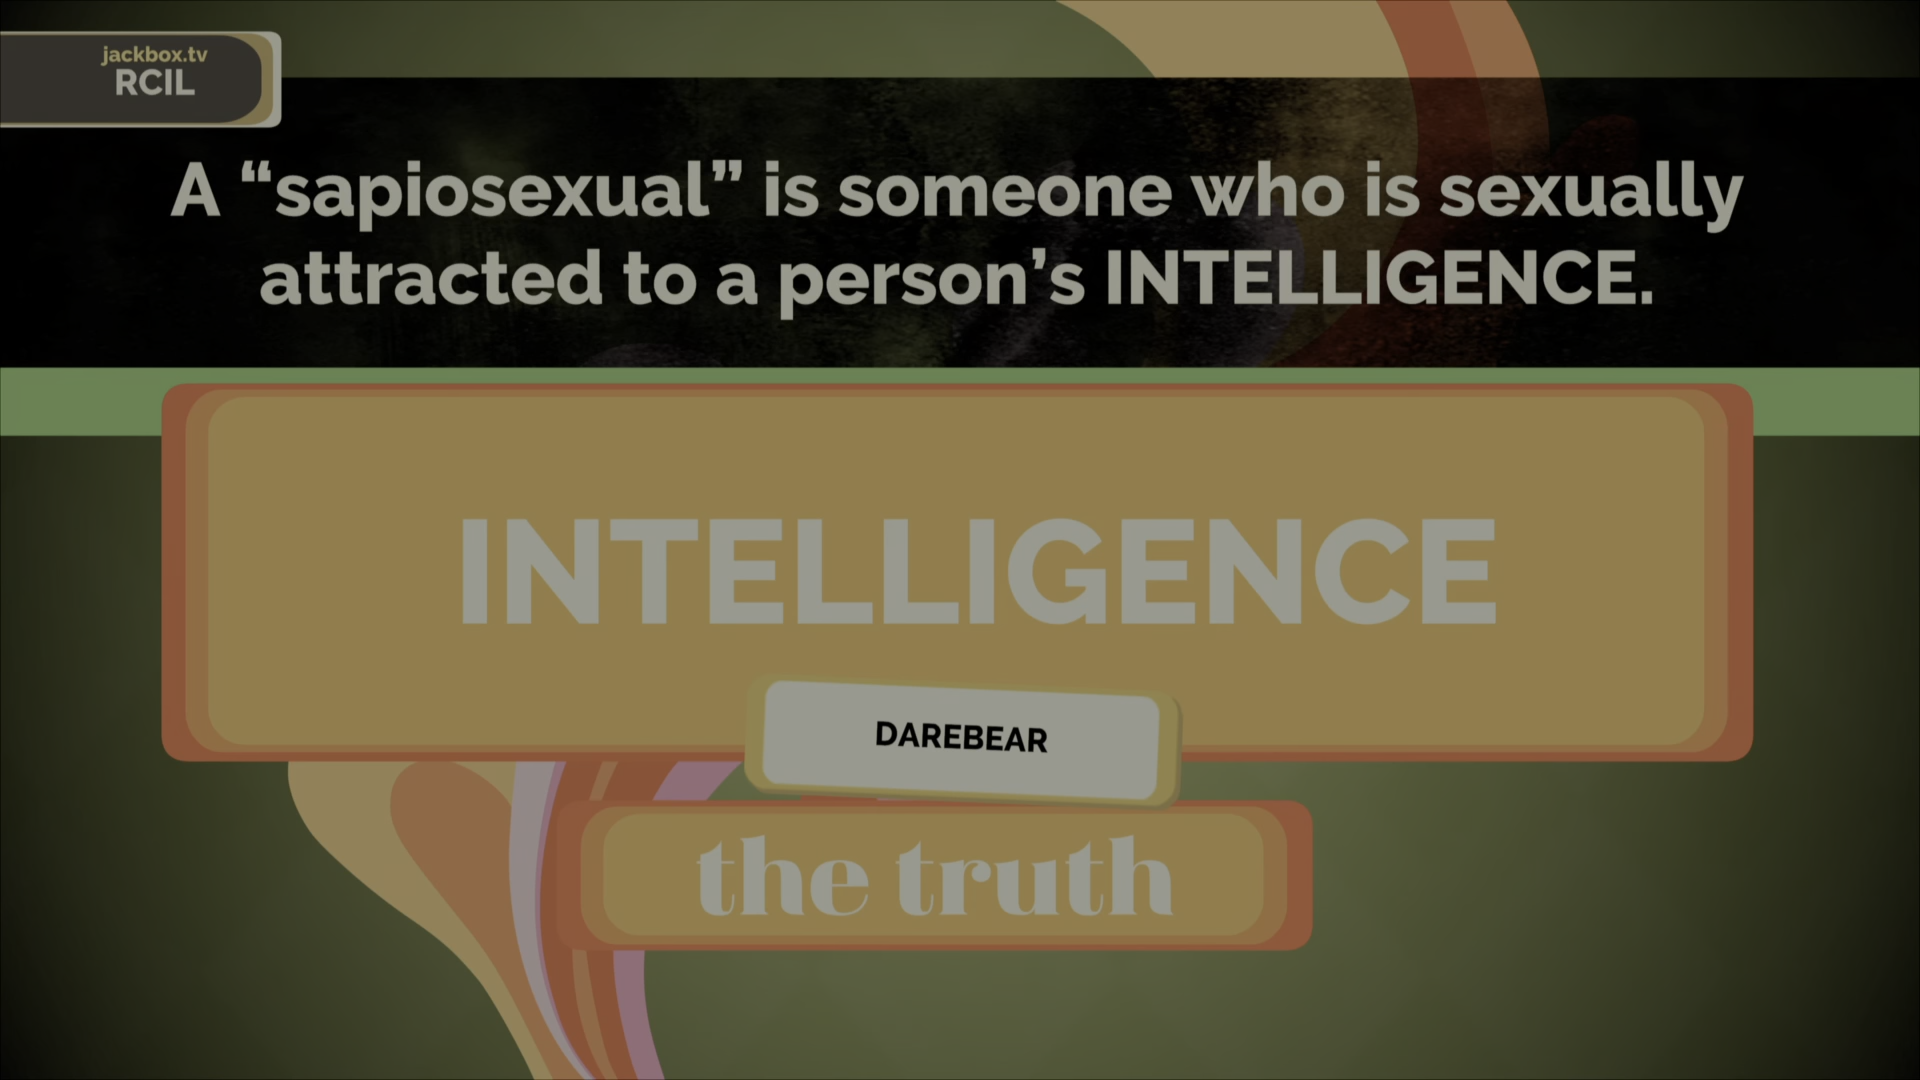 jackbox.tv
RCIL
A “sapiosexual” is someone who is sexually
attracted to a person’s INTELLIGENCE.
INTELLIGENCE
DAREBEAR
the truth